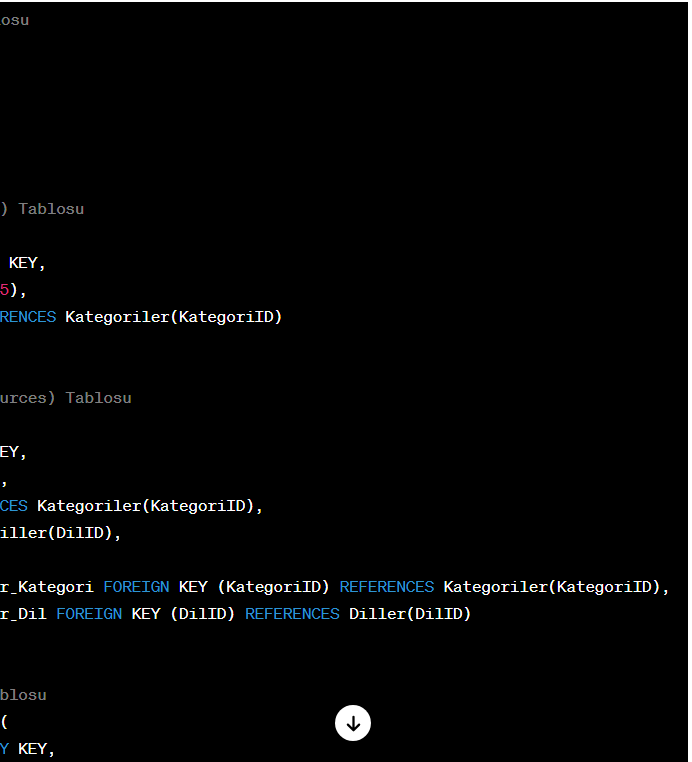 osu
) Tablosu
KEY,
5),
RENCES Kategoriler(KategoriID)
urces) Tablosu
EY,
,
CES Kategoriler(KategoriID),
iller(DilID),
r_Kategori FOREIGN KEY (KategoriID) REFERENCES Kategoriler(KategoriID),
r_Dil FOREIGN KEY (DilID) REFERENCES Diller(DilID)
blosu
(
Y KEY,